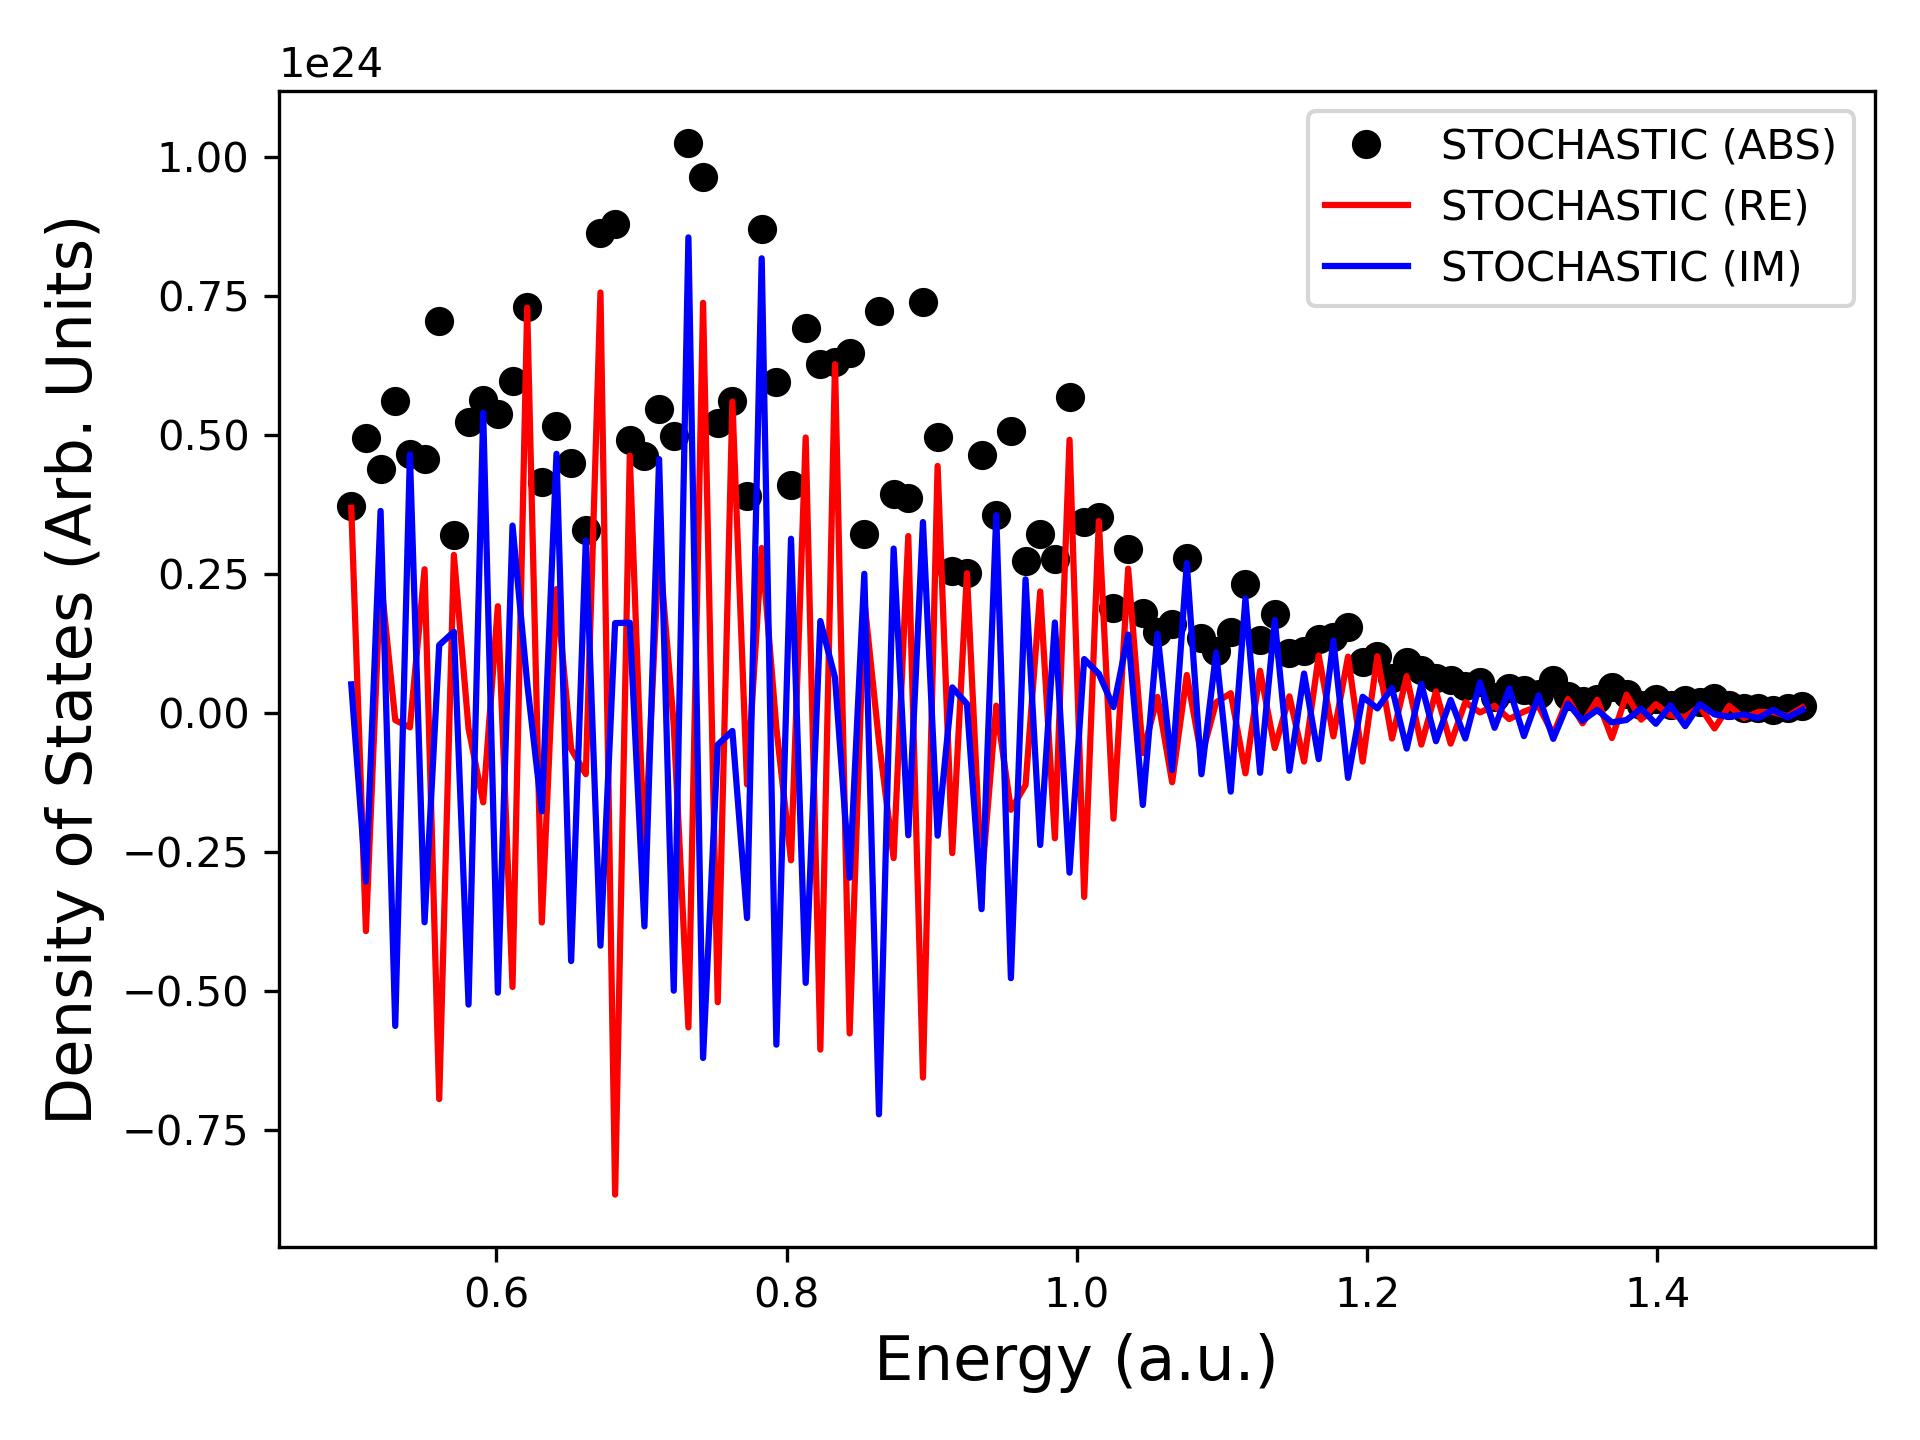 1e24
1.00
0.75
0.50
0.25
0.00
−0.25
−0.50
−0.75
Density of States (Arb. Units)
STOCHASTIC (ABS)
STOCHASTIC (RE)
STOCHASTIC (IM)
0.6 0.8 1.0 1.2 1.4
Energy (a.u.)